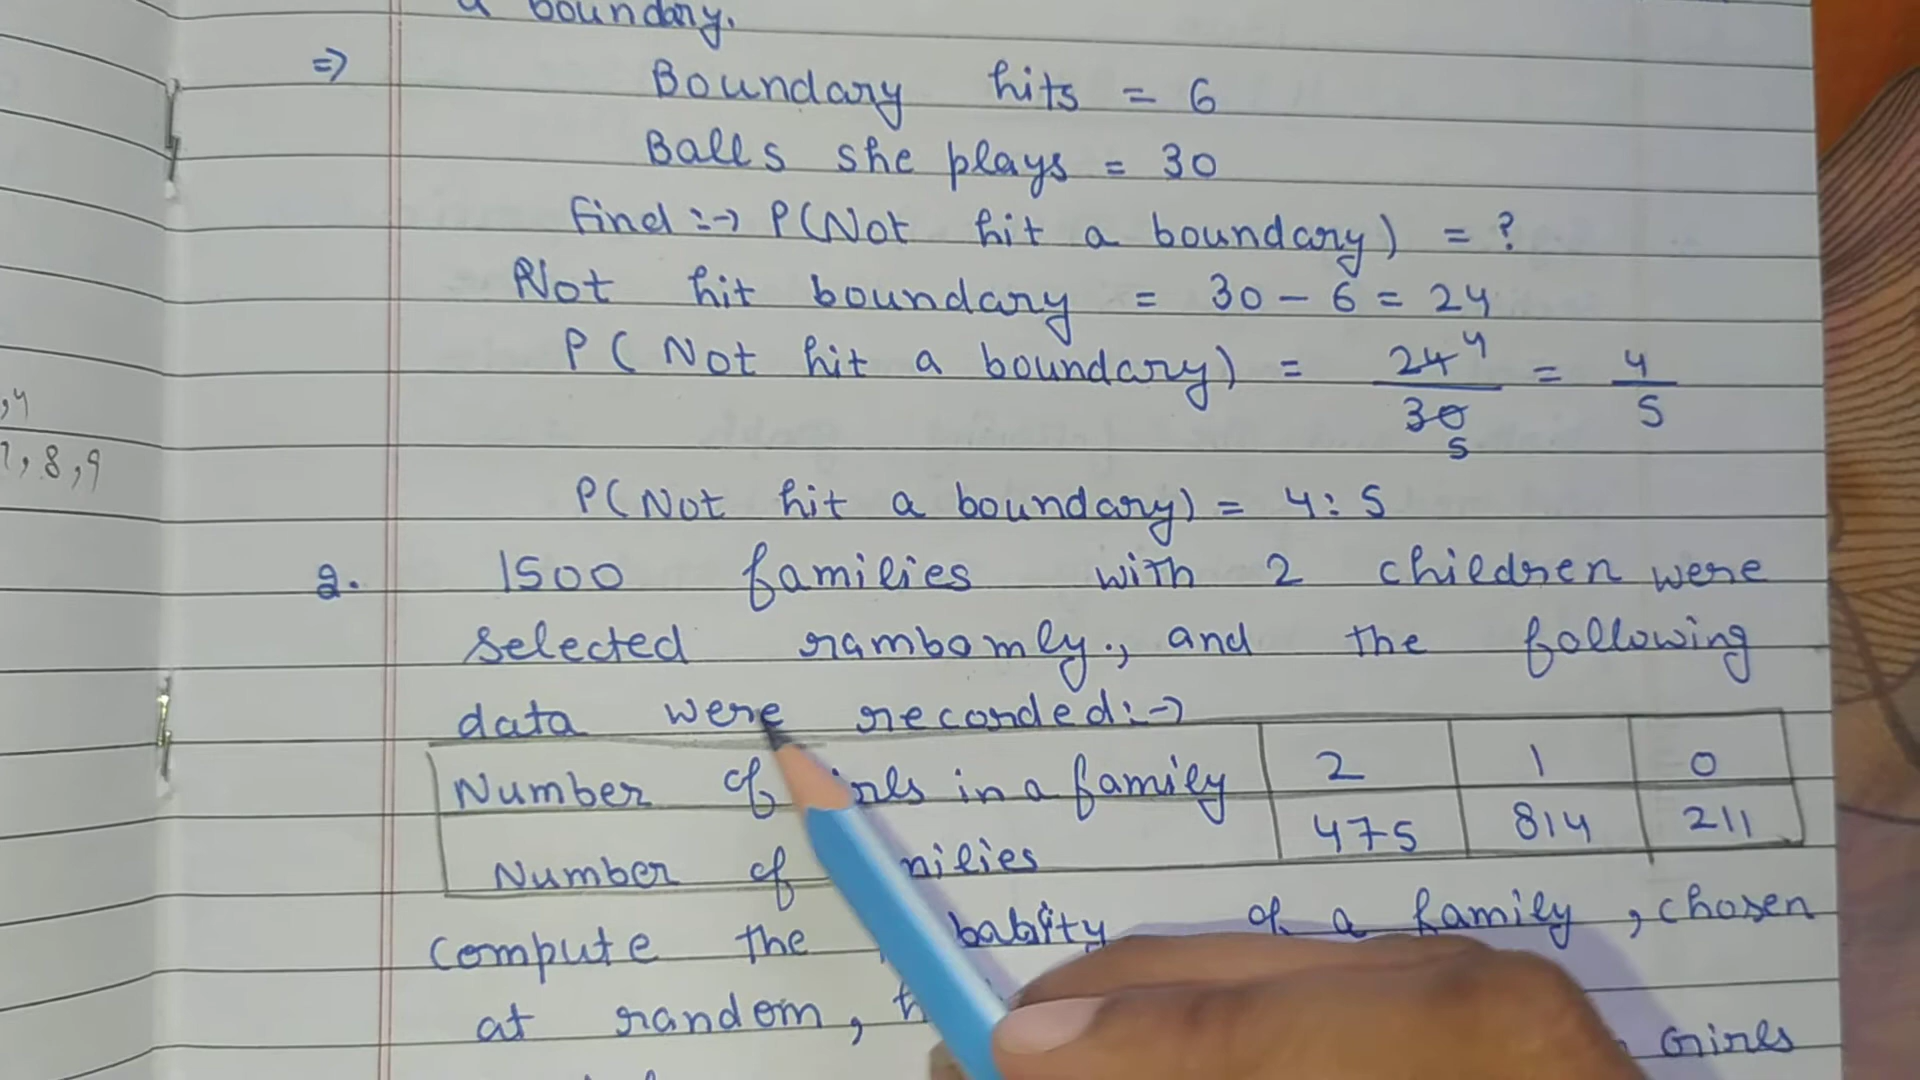 boundary.
=> Boundary hits = 6
Balls she plays = 30
Find :-> P(Not hit a boundary) = ?
Not hit boundary = 30 - 6 = 24
P( Not hit a boundary) = 24/30 = 4/5
4
5
P(Not hit a boundary) = 4:5
2. 1500 families with 2 children were
selected rambomly., and the following
data were recorded:->
Number of in a family 2 1 0
Number of 475 814 211
compute the of a family, chosen
at random, Girls
,4
7,8,9